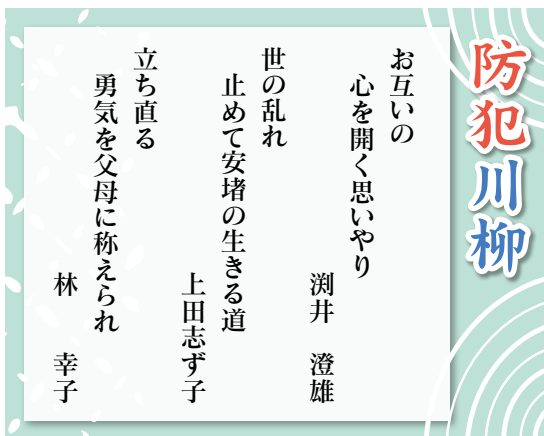 防犯川柳
お互いの
心を開く思いやり
渕井　澄雄
世の乱れ
止めて安堵の生きる道
上田志ず子
立ち直る
勇気を父母に称えられ
林　幸子